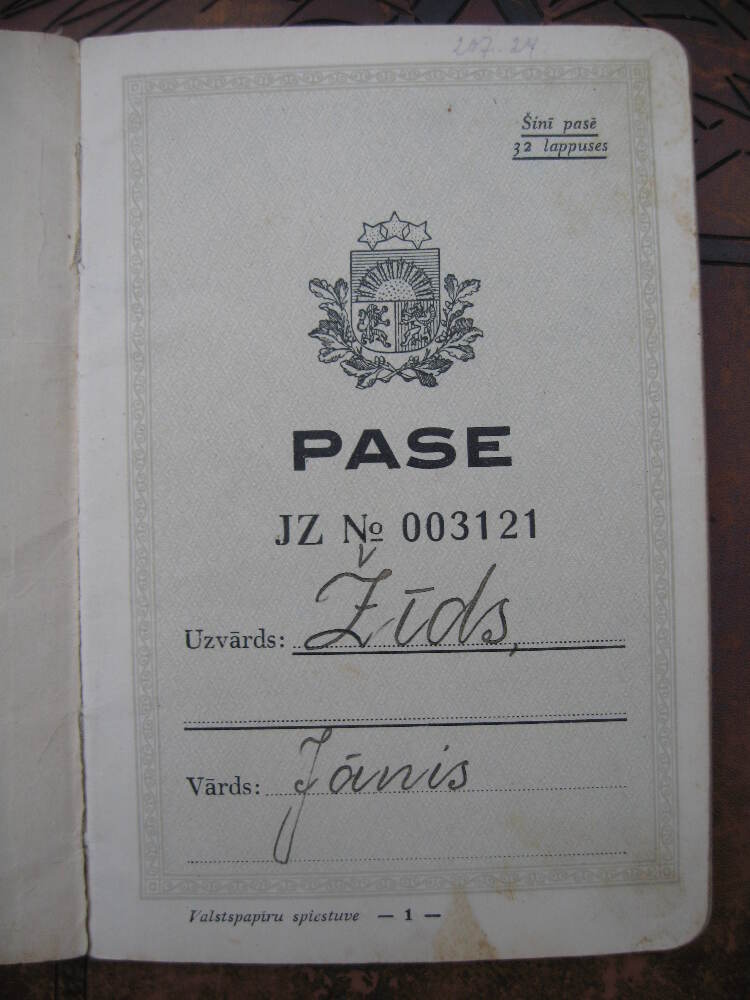 207-24
Šinī pasē
32 lappuses
PASE
JZ № 003121
Uzvārds: Žīds,
Vārds: Jānis
Valstspapīru spiestuve — 1 —